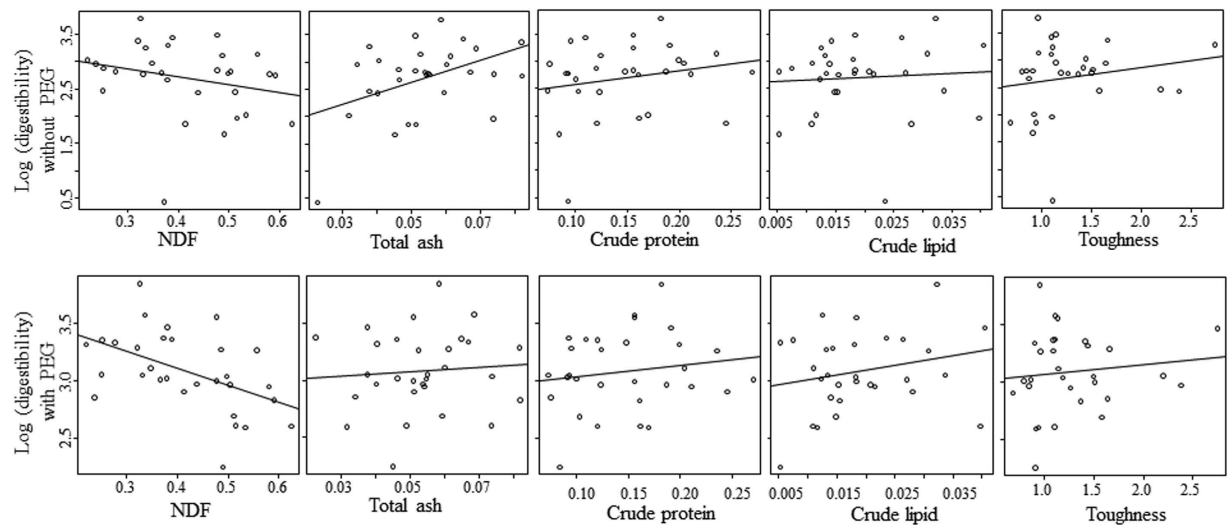 Log (digestibility)
without PEG
3.5
2.5
1.5
0.5
0.3 0.4 0.5 0.6
NDF
0.03 0.05 0.07
Total ash
0.10 0.15 0.20 0.25
Crude protein
0.005 0.015 0.025 0.035
Crude lipid
1.0 1.5 2.0 2.5
Toughness
Log (digestibility)
with PEG
3.5
3.0
2.5
0.3 0.4 0.5 0.6
NDF
0.03 0.05 0.07
Total ash
0.10 0.15 0.20 0.25
Crude protein
0.005 0.015 0.025 0.035
Crude lipid
1.0 1.5 2.0 2.5
Toughness